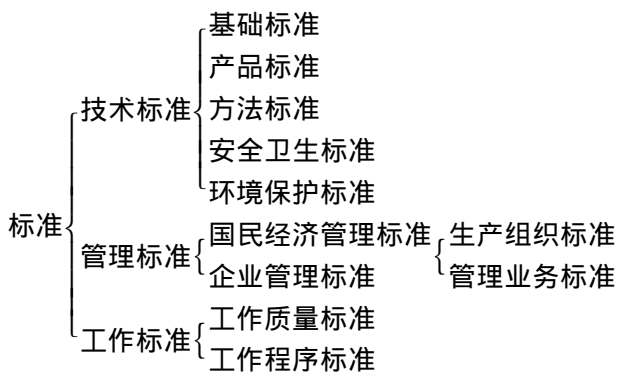 标准
技术标准
基础标准
产品标准
方法标准
安全卫生标准
环境保护标准
管理标准
国民经济管理标准
企业管理标准
生产组织标准
管理业务标准
工作标准
工作质量标准
工作程序标准